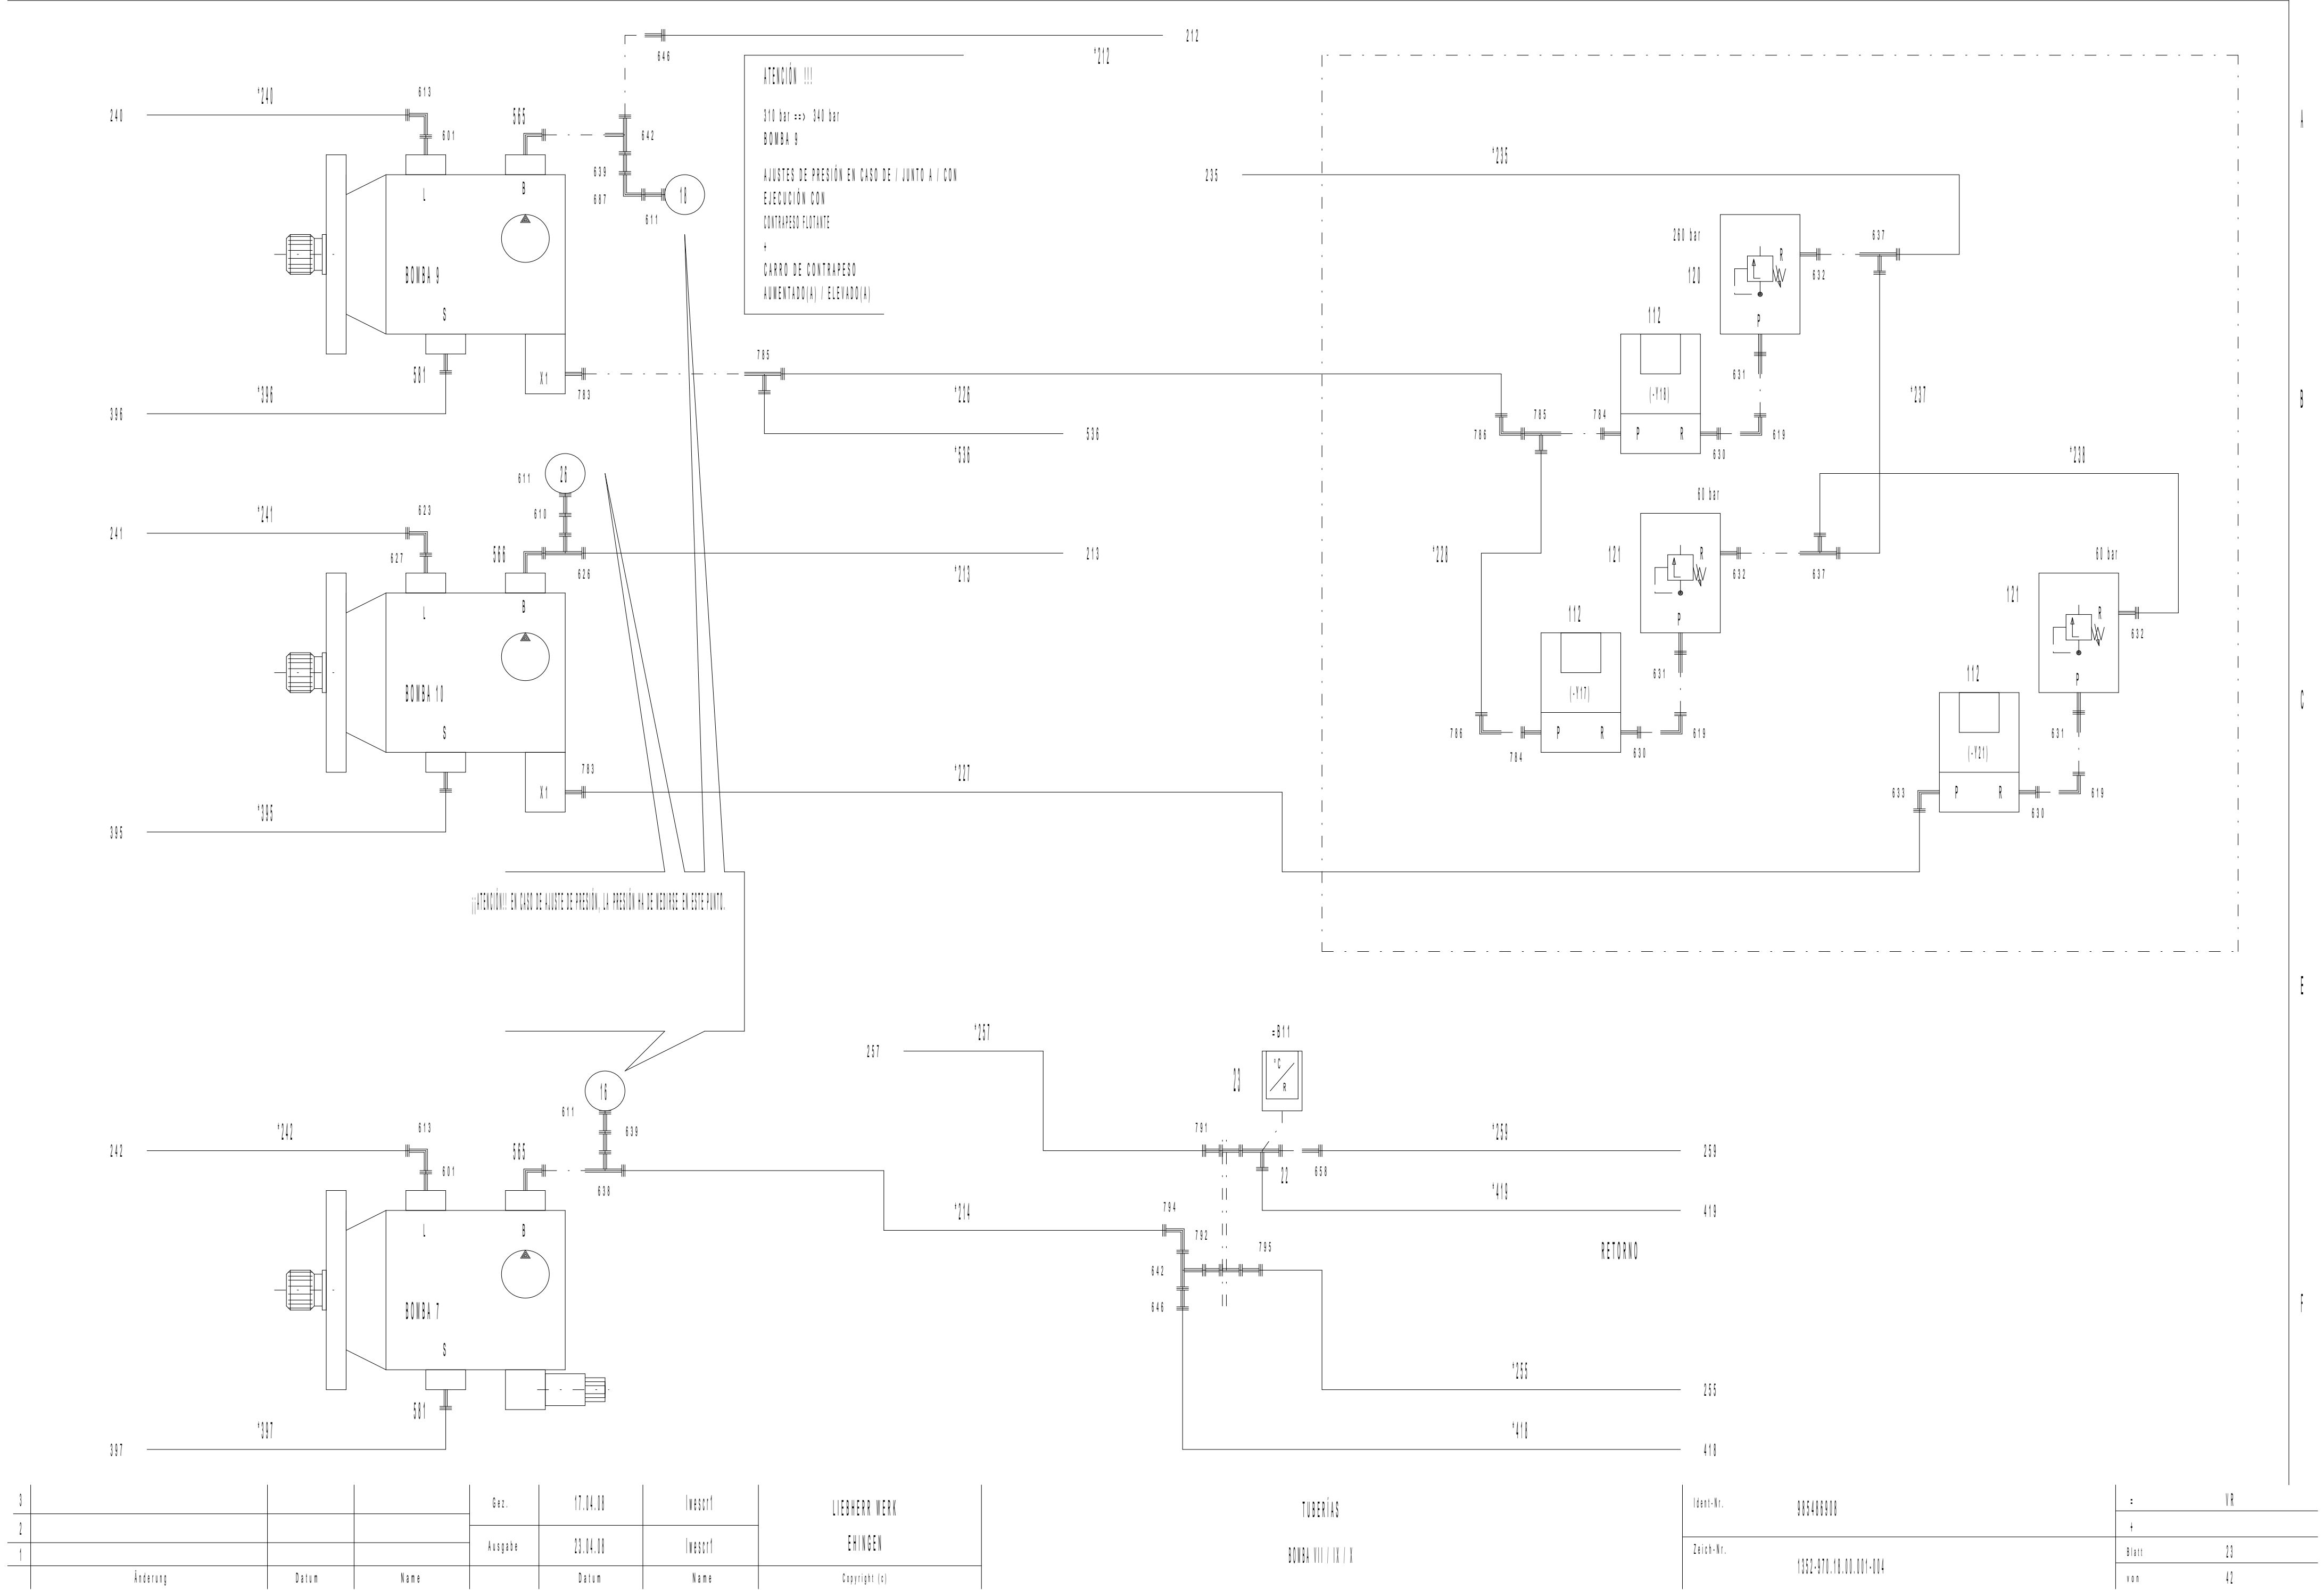 212
646
*212
ATENCIÓN !!!
310 bar ==> 340 bar
BOMBA 9
AJUSTES DE PRESIÓN EN CASO DE / JUNTO A / CON
EJECUCIÓN CON
CONTRAPESO FLOTANTE
+
CARRO DE CONTRAPESO
AUMENTADO(A) / ELEVADO(A)
A
240
*240
613
601
565
642
639
687
611
18
L
B
BOMBA 9
S
X1
581
783
396
*396
785
*226
536
*536
235
*235
260 bar
120
R
P
632
637
631
112
(-Y18)
P
R
786
785
784
630
619
*237
B
*238
241
*241
623
627
566
611
26
610
626
213
*213
L
B
BOMBA 10
S
X1
783
395
*395
*227
*228
60 bar
121
R
P
632
637
631
112
(-Y17)
P
R
786
784
630
619
60 bar
121
R
P
632
631
112
(-Y21)
P
R
633
630
619
C
¡¡ATENCIÓN!! EN CASO DE AJUSTE DE PRESIÓN, LA PRESIÓN HA DE MEDIRSE EN ESTE PUNTO.
E
257
*257
=B11
23
°C
R
242
*242
613
601
565
611
16
639
638
L
B
BOMBA 7
S
581
397
*397
*214
791
22
658
*259
259
*419
419
794
792
795
642
646
RETORNO
*255
255
*418
418
F
3
2
1
Änderung
Datum
Name
Gez.
17.04.08
lwescr1
Ausgabe
23.04.08
lwescr1
Datum
Name
LIEBHERR WERK
EHINGEN
Copyright (c)
TUBERÍAS
BOMBA VII / IX / X
Ident-Nr.
985486908
Zeich-Nr.
1352-970.18.00.001-004
=
VR
+
Blatt
23
von
42